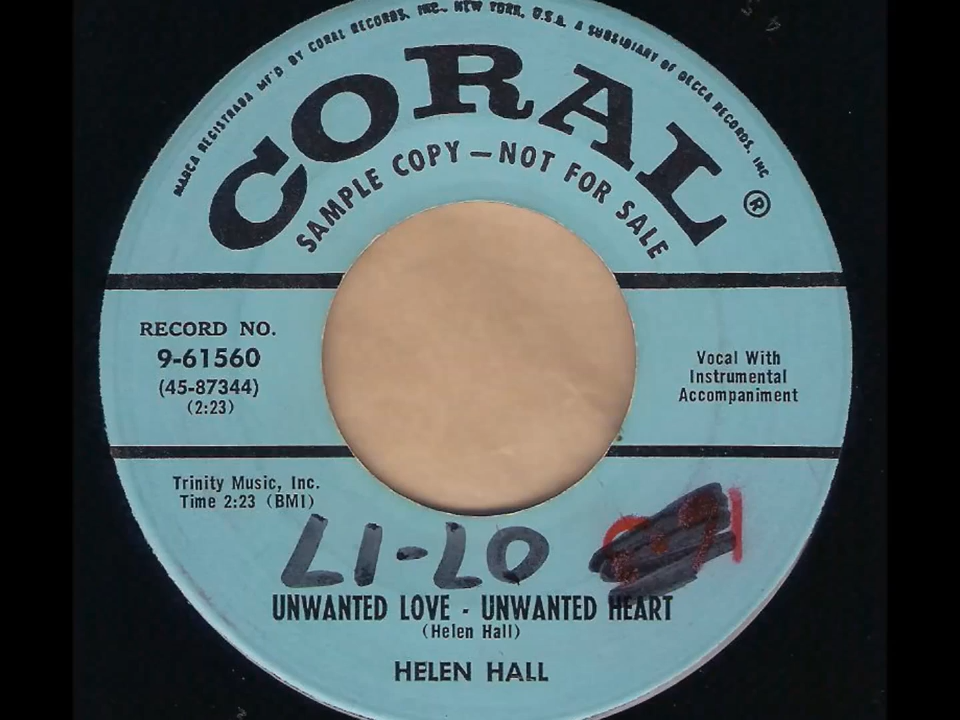 MARCA REGISTRADA MF'D BY CORAL RECORDS, INC., NEW YORK, U.S.A. A SUBSIDIARY OF DECCA RECORDS, INC
CORAL ®
SAMPLE COPY — NOT FOR SALE
RECORD NO.
9-61560
(45-87344)
(2:23)
Vocal With
Instrumental
Accompaniment
Trinity Music, Inc.
Time 2:23 (BMI)
LI-LO
UNWANTED LOVE - UNWANTED HEART
(Helen Hall)
HELEN HALL